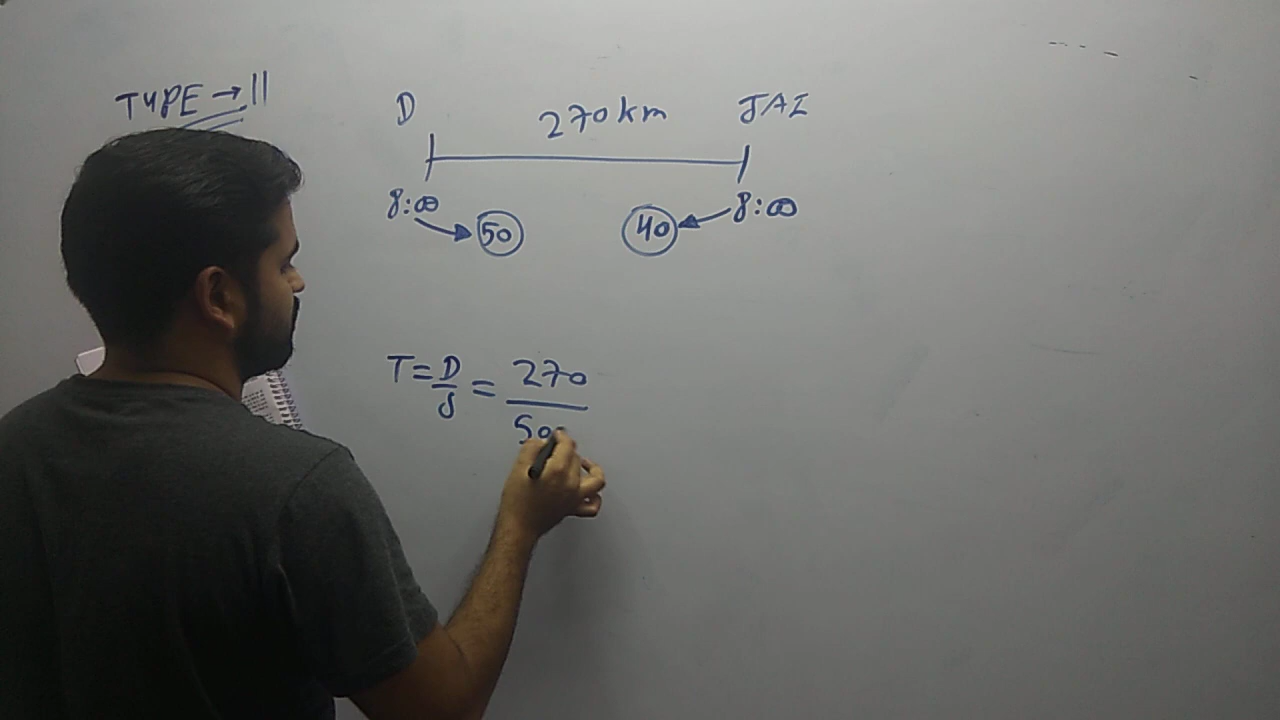 TYPE → 11
D 270 km JAI
8:00 50 40 8:00
T = D/S = 270/50